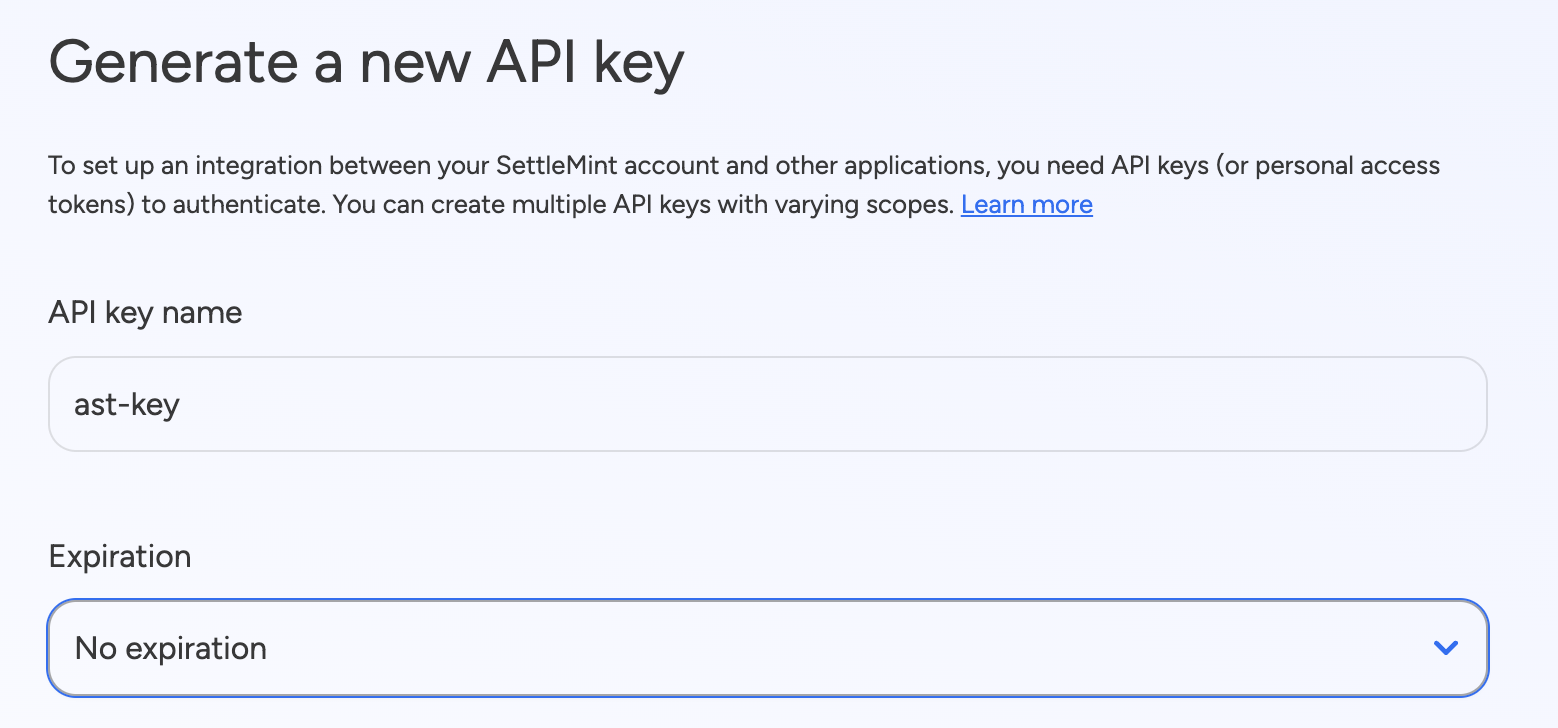 Generate a new API key
To set up an integration between your SettleMint account and other applications, you need API keys (or personal access
tokens) to authenticate. You can create multiple API keys with varying scopes. Learn more
API key name
ast-key
Expiration
No expiration